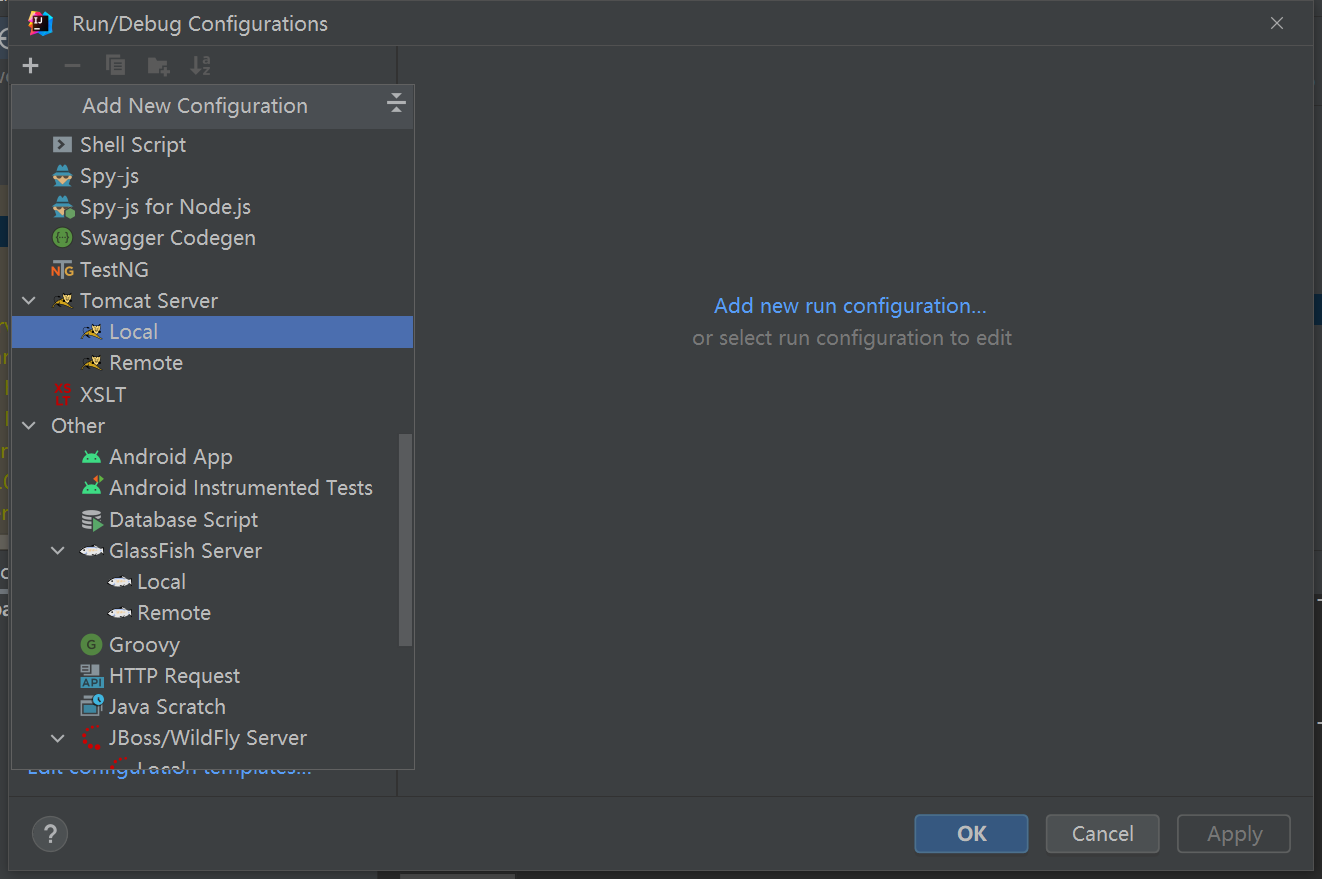 Run/Debug Configurations
Add New Configuration
Shell Script
Spy-js
Spy-js for Node.js
Swagger Codegen
TestNG
Tomcat Server
Local
Remote
XSLT
Other
Android App
Android Instrumented Tests
Database Script
GlassFish Server
Local
Remote
Groovy
HTTP Request
Java Scratch
JBoss/WildFly Server
Local
Edit configuration templates...
Add new run configuration...
or select run configuration to edit
?
OK
Cancel
Apply